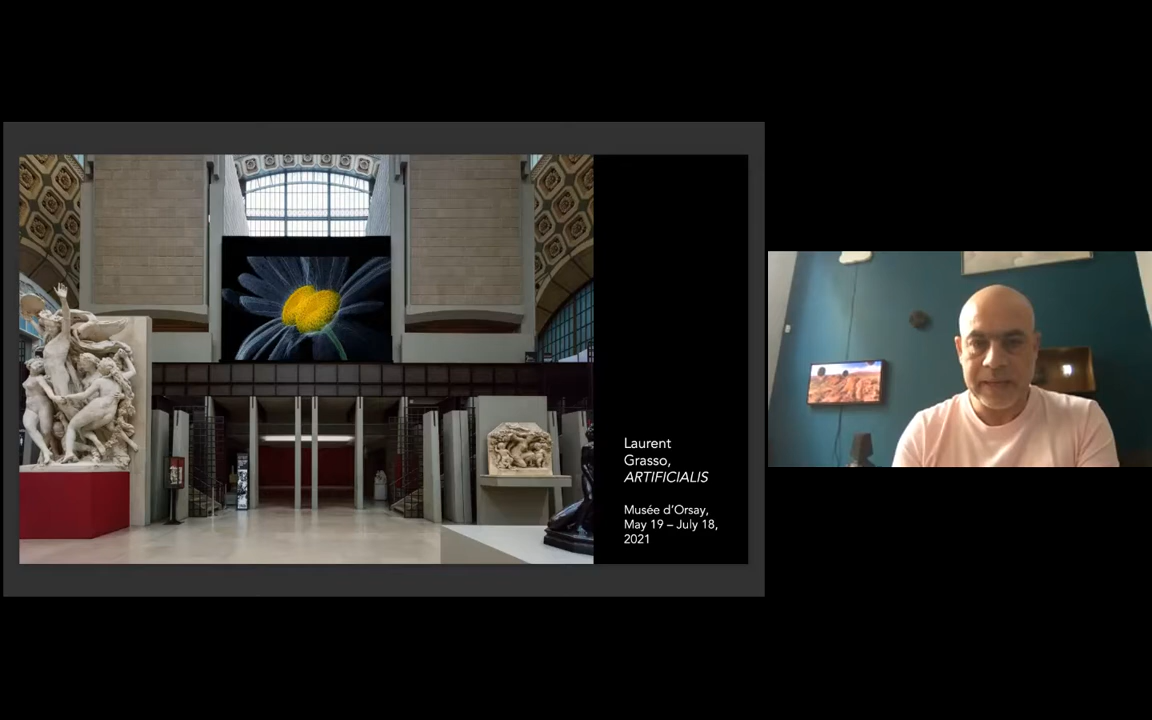 Laurent
Grasso,
ARTIFICIALIS
Musée d'Orsay,
May 19 – July 18,
2021